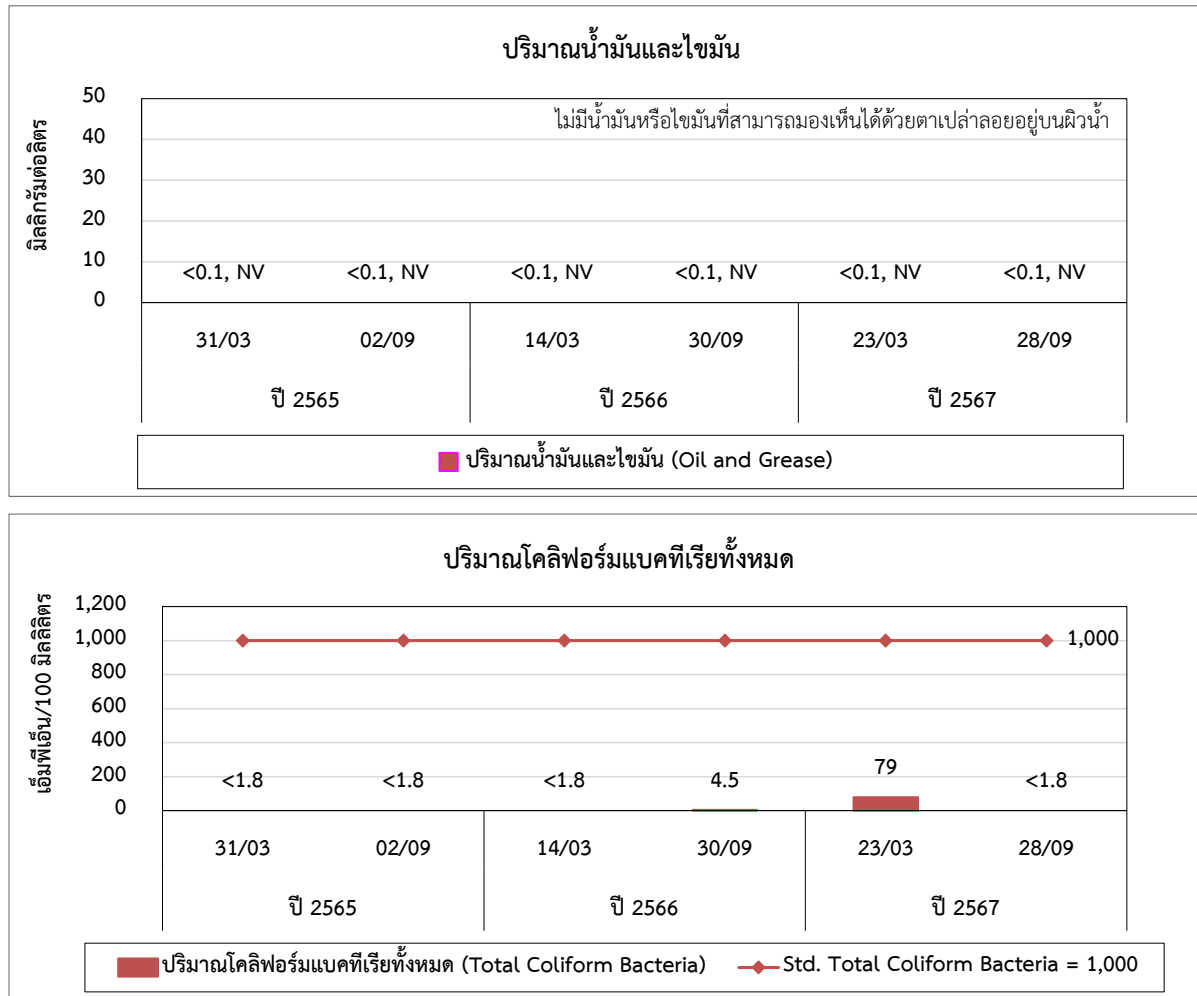 ปริมาณน้ำมันและไขมัน
มิลลิกรัมต่อลิตร
50
40
30
20
10
0
ไม่มีน้ำมันหรือไขมันที่สามารถมองเห็นได้ด้วยตาเปล่าลอยอยู่บนผิวน้ำ
<0.1, NV <0.1, NV <0.1, NV <0.1, NV <0.1, NV <0.1, NV
31/03 02/09 14/03 30/09 23/03 28/09
ปี 2565 ปี 2566 ปี 2567
ปริมาณน้ำมันและไขมัน (Oil and Grease)
ปริมาณโคลิฟอร์มแบคทีเรียทั้งหมด
เอ็มพีเอ็น/100 มิลลิลิตร
1,200
1,000
800
600
400
200
0
1,000
<1.8 <1.8 <1.8 4.5 79 <1.8
31/03 02/09 14/03 30/09 23/03 28/09
ปี 2565 ปี 2566 ปี 2567
ปริมาณโคลิฟอร์มแบคทีเรียทั้งหมด (Total Coliform Bacteria) Std. Total Coliform Bacteria = 1,000